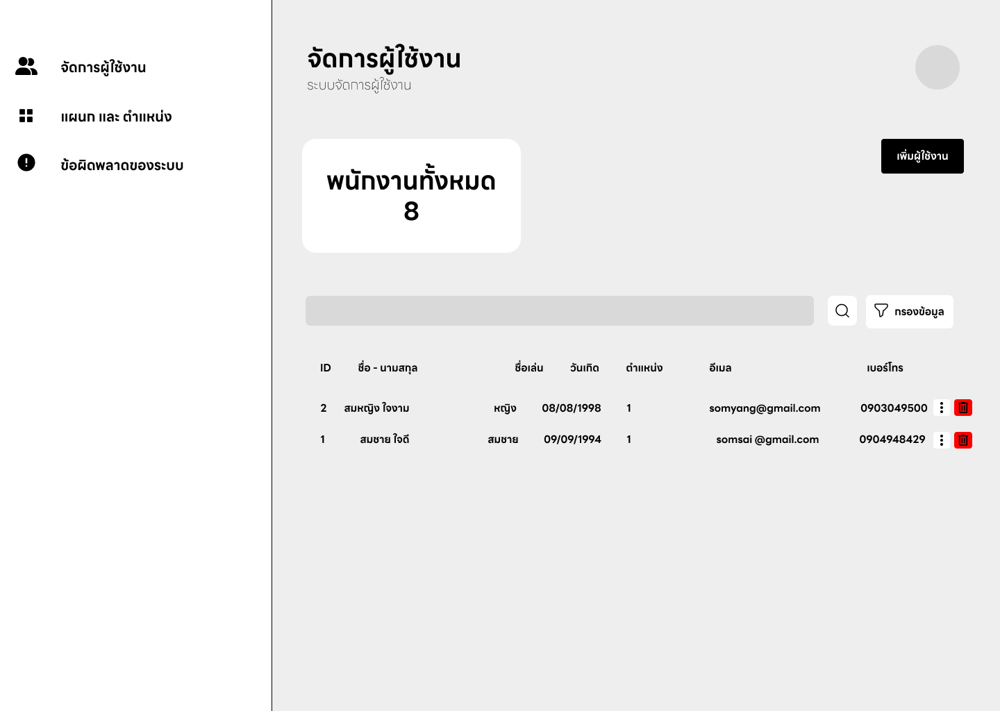 จัดการผู้ใช้งาน
แผนก และ ตำแหน่ง
ข้อผิดพลาดของระบบ
จัดการผู้ใช้งาน
ระบบจัดการผู้ใช้งาน
พนักงานทั้งหมด
8
เพิ่มผู้ใช้งาน
กรองข้อมูล
ID ชื่อ - นามสกุล ชื่อเล่น วันเกิด ตำแหน่ง อีเมล เบอร์โทร
2 สมหญิง ใจงาม หญิง 08/08/1998 1 somyang@gmail.com 0903049500
1 สมชาย ใจดี สมชาย 09/09/1994 1 somsai @gmail.com 0904948429